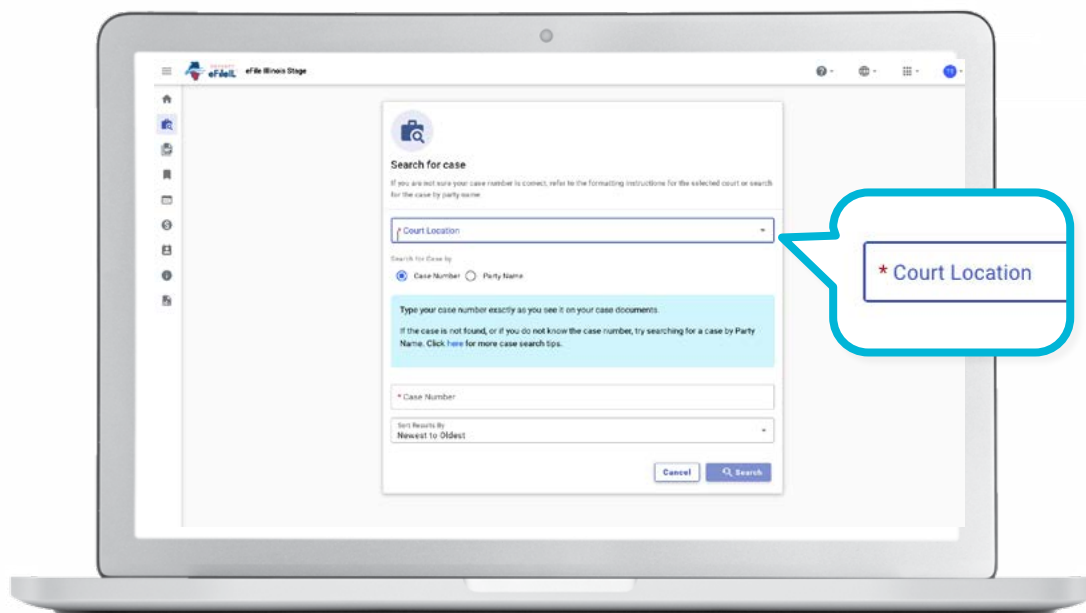 eFileIL eFile Illinois Stage
Search for case
If you are not sure your case number is correct, refer to the formatting instructions for the selected court or search
for the case by party name.
* Court Location
Search for Case by
Case Number Party Name
Type your case number exactly as you see it on your case documents.
If the case is not found, or if you do not know the case number, try searching for a case by Party
Name. Click here for more case search tips.
* Case Number
Sort Results By
Newest to Oldest
Cancel Search
* Court Location